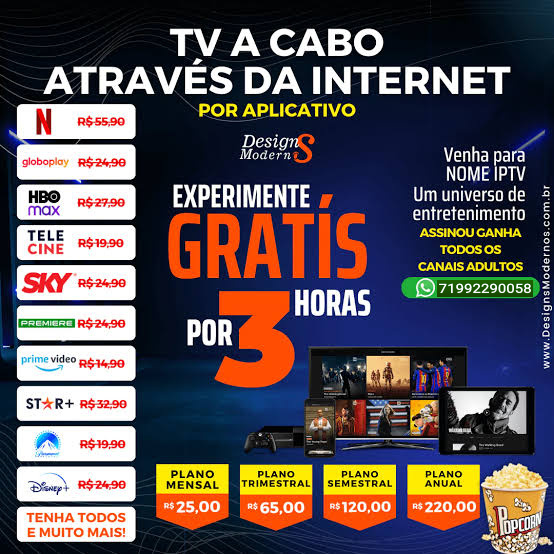 TV A CABO
ATRAVÉS DA INTERNET
POR APLICATIVO
Designs
Moderno
N
R$ 55,90
globoplay
R$ 24,90
HBO
max
R$ 27,90
TELE
CINE
R$ 19,90
SKY
R$ 24,90
PREMIERE
R$ 24,90
prime video
R$ 14,90
STAR+
R$ 32,90
Paramount
R$ 19,90
Disney+
R$ 24,90
TENHA TODOS
E MUITO MAIS!
EXPERIMENTE
GRATÍS
POR 3 HORAS
Venha para
NOME IPTV
Um universo de
entretenimento
ASSINOU GANHA
TODOS OS
CANAIS ADULTOS
71992290058
www.DesignsModernos.com.br
PLANO
MENSAL
R$ 25,00
PLANO
TRIMESTRAL
R$ 65,00
PLANO
SEMESTRAL
R$ 120,00
PLANO
ANUAL
R$ 220,00
POPCORN